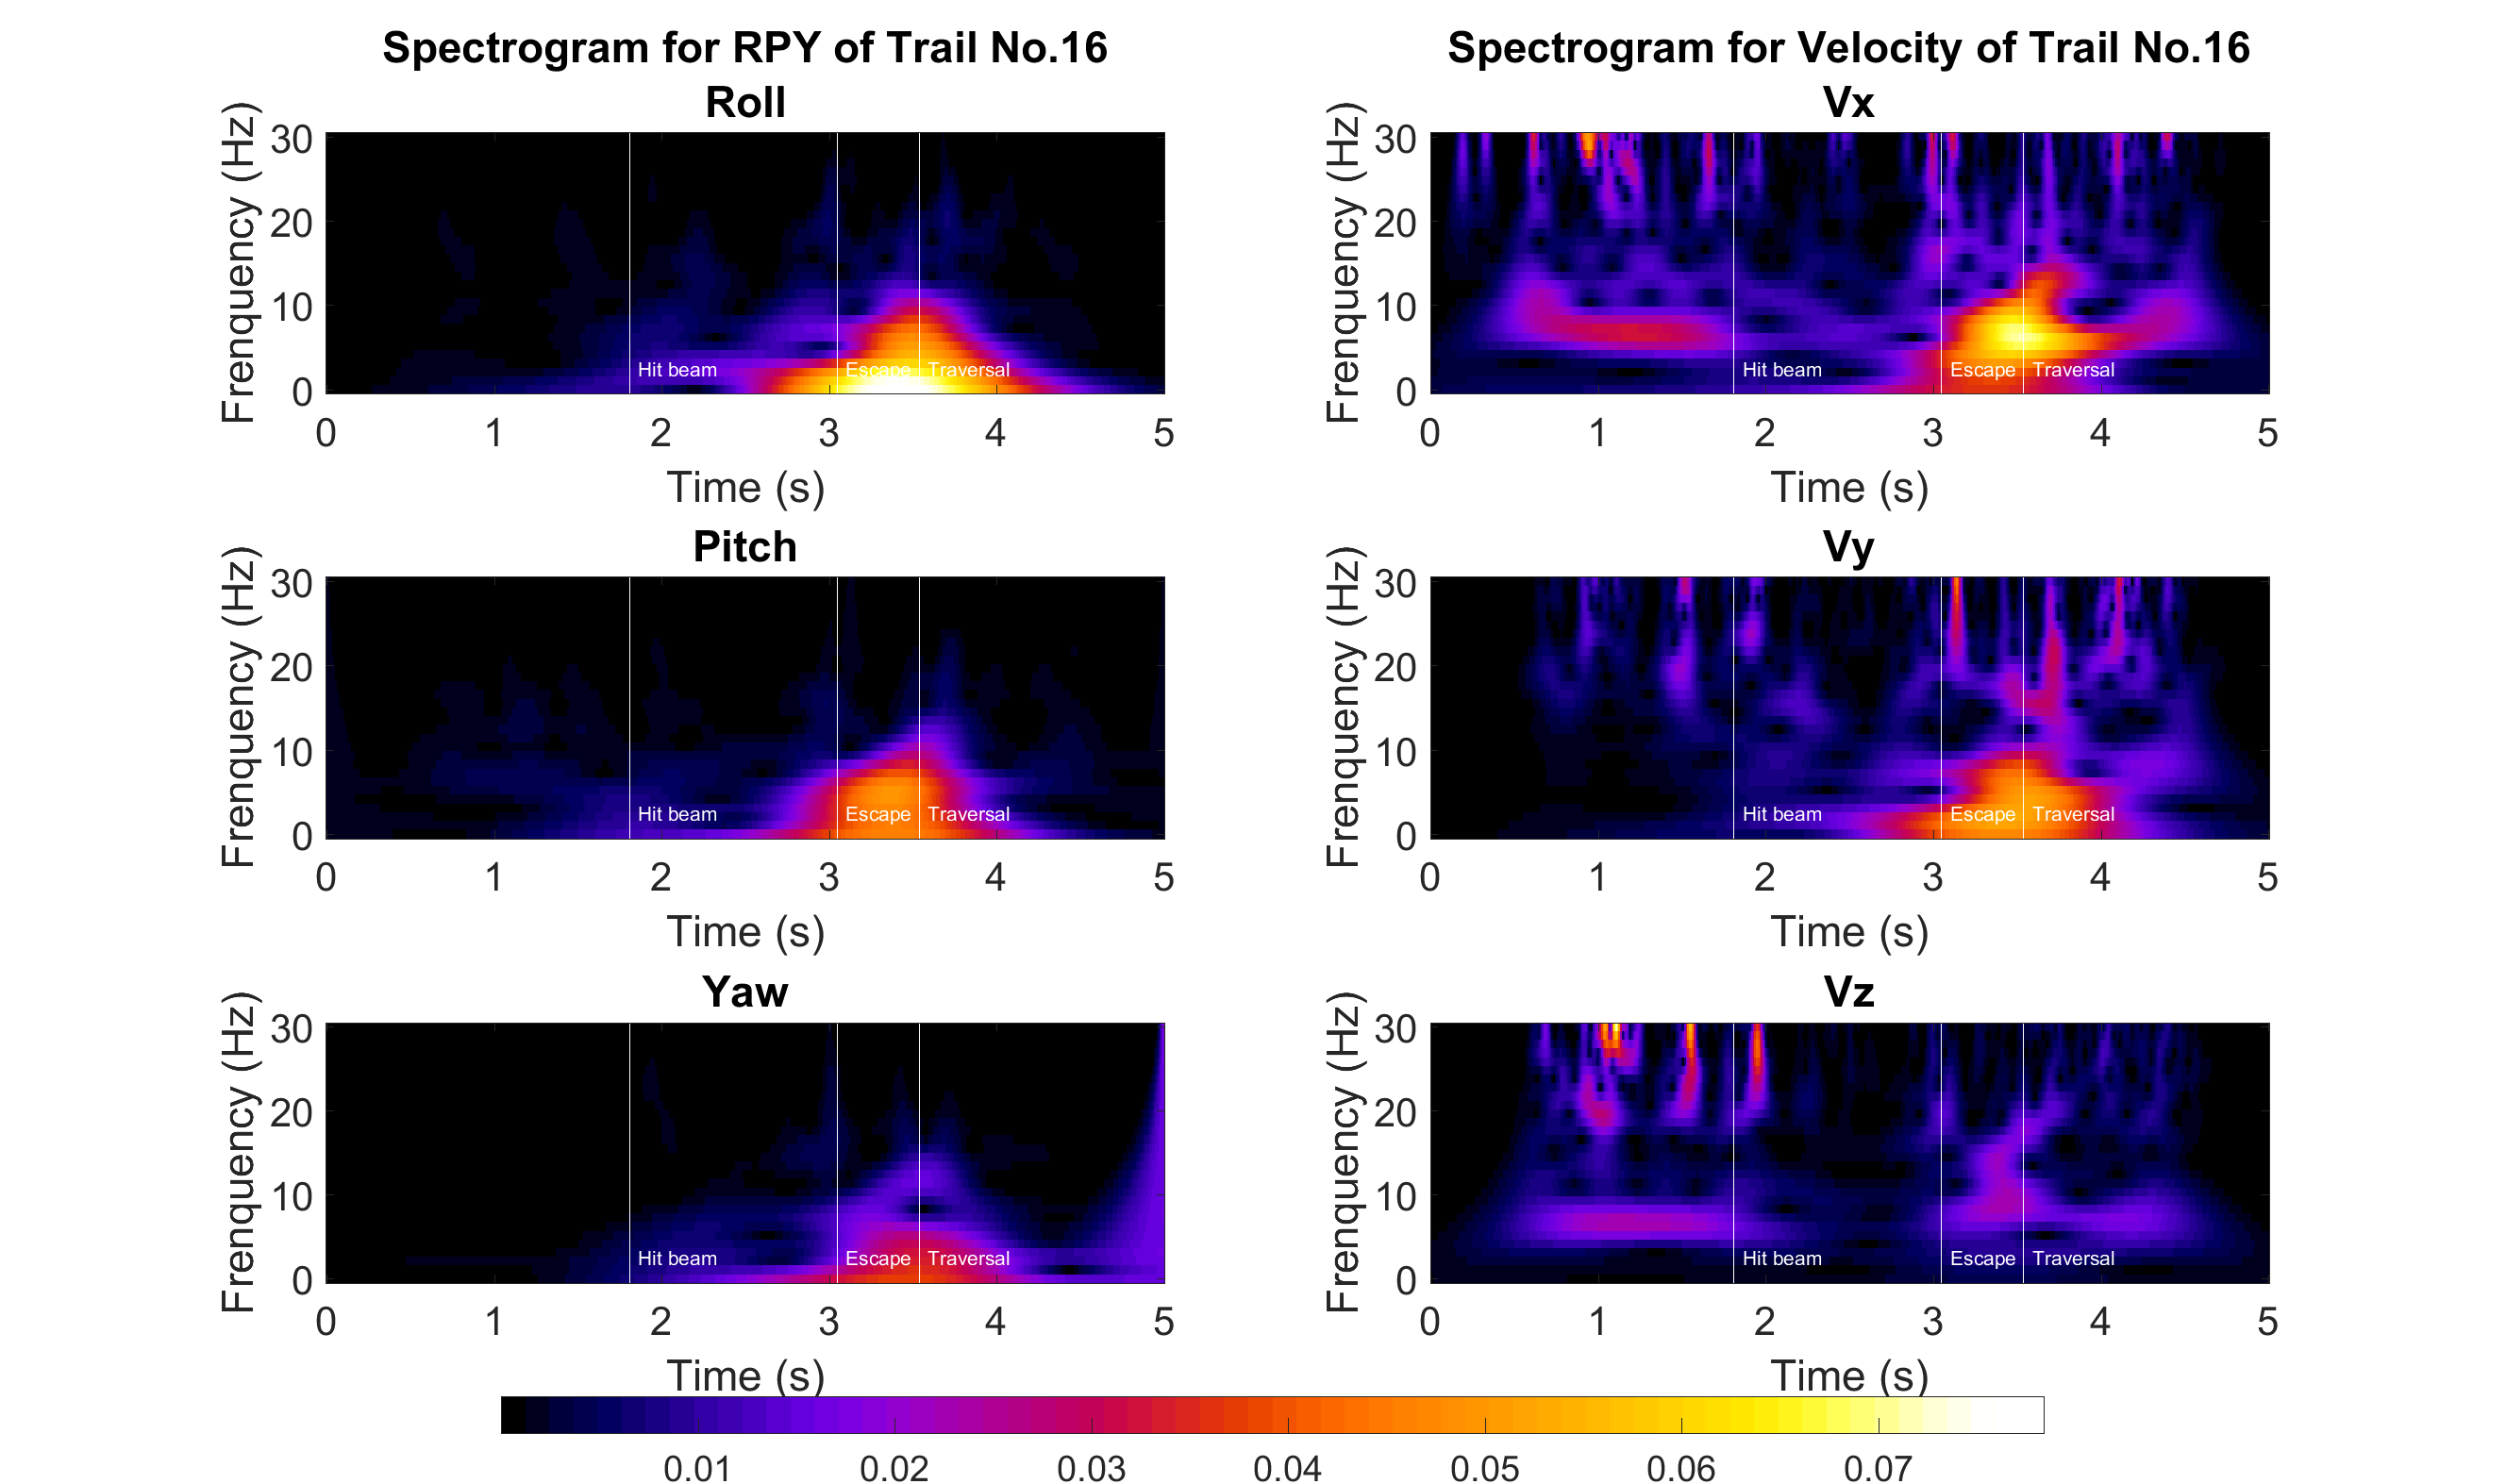 Spectrogram for RPY of Trail No.16
Roll
Frenquency (Hz)
30
20
10
0
Hit beam
Escape
Traversal
0 1 2 3 4 5
Time (s)
Pitch
Frenquency (Hz)
30
20
10
0
Hit beam
Escape
Traversal
0 1 2 3 4 5
Time (s)
Yaw
Frenquency (Hz)
30
20
10
0
Hit beam
Escape
Traversal
0 1 2 3 4 5
Time (s)
Spectrogram for Velocity of Trail No.16
Vx
Frenquency (Hz)
30
20
10
0
Hit beam
Escape
Traversal
0 1 2 3 4 5
Time (s)
Vy
Frenquency (Hz)
30
20
10
0
Hit beam
Escape
Traversal
0 1 2 3 4 5
Time (s)
Vz
Frenquency (Hz)
30
20
10
0
Hit beam
Escape
Traversal
0 1 2 3 4 5
Time (s)
0.01 0.02 0.03 0.04 0.05 0.06 0.07